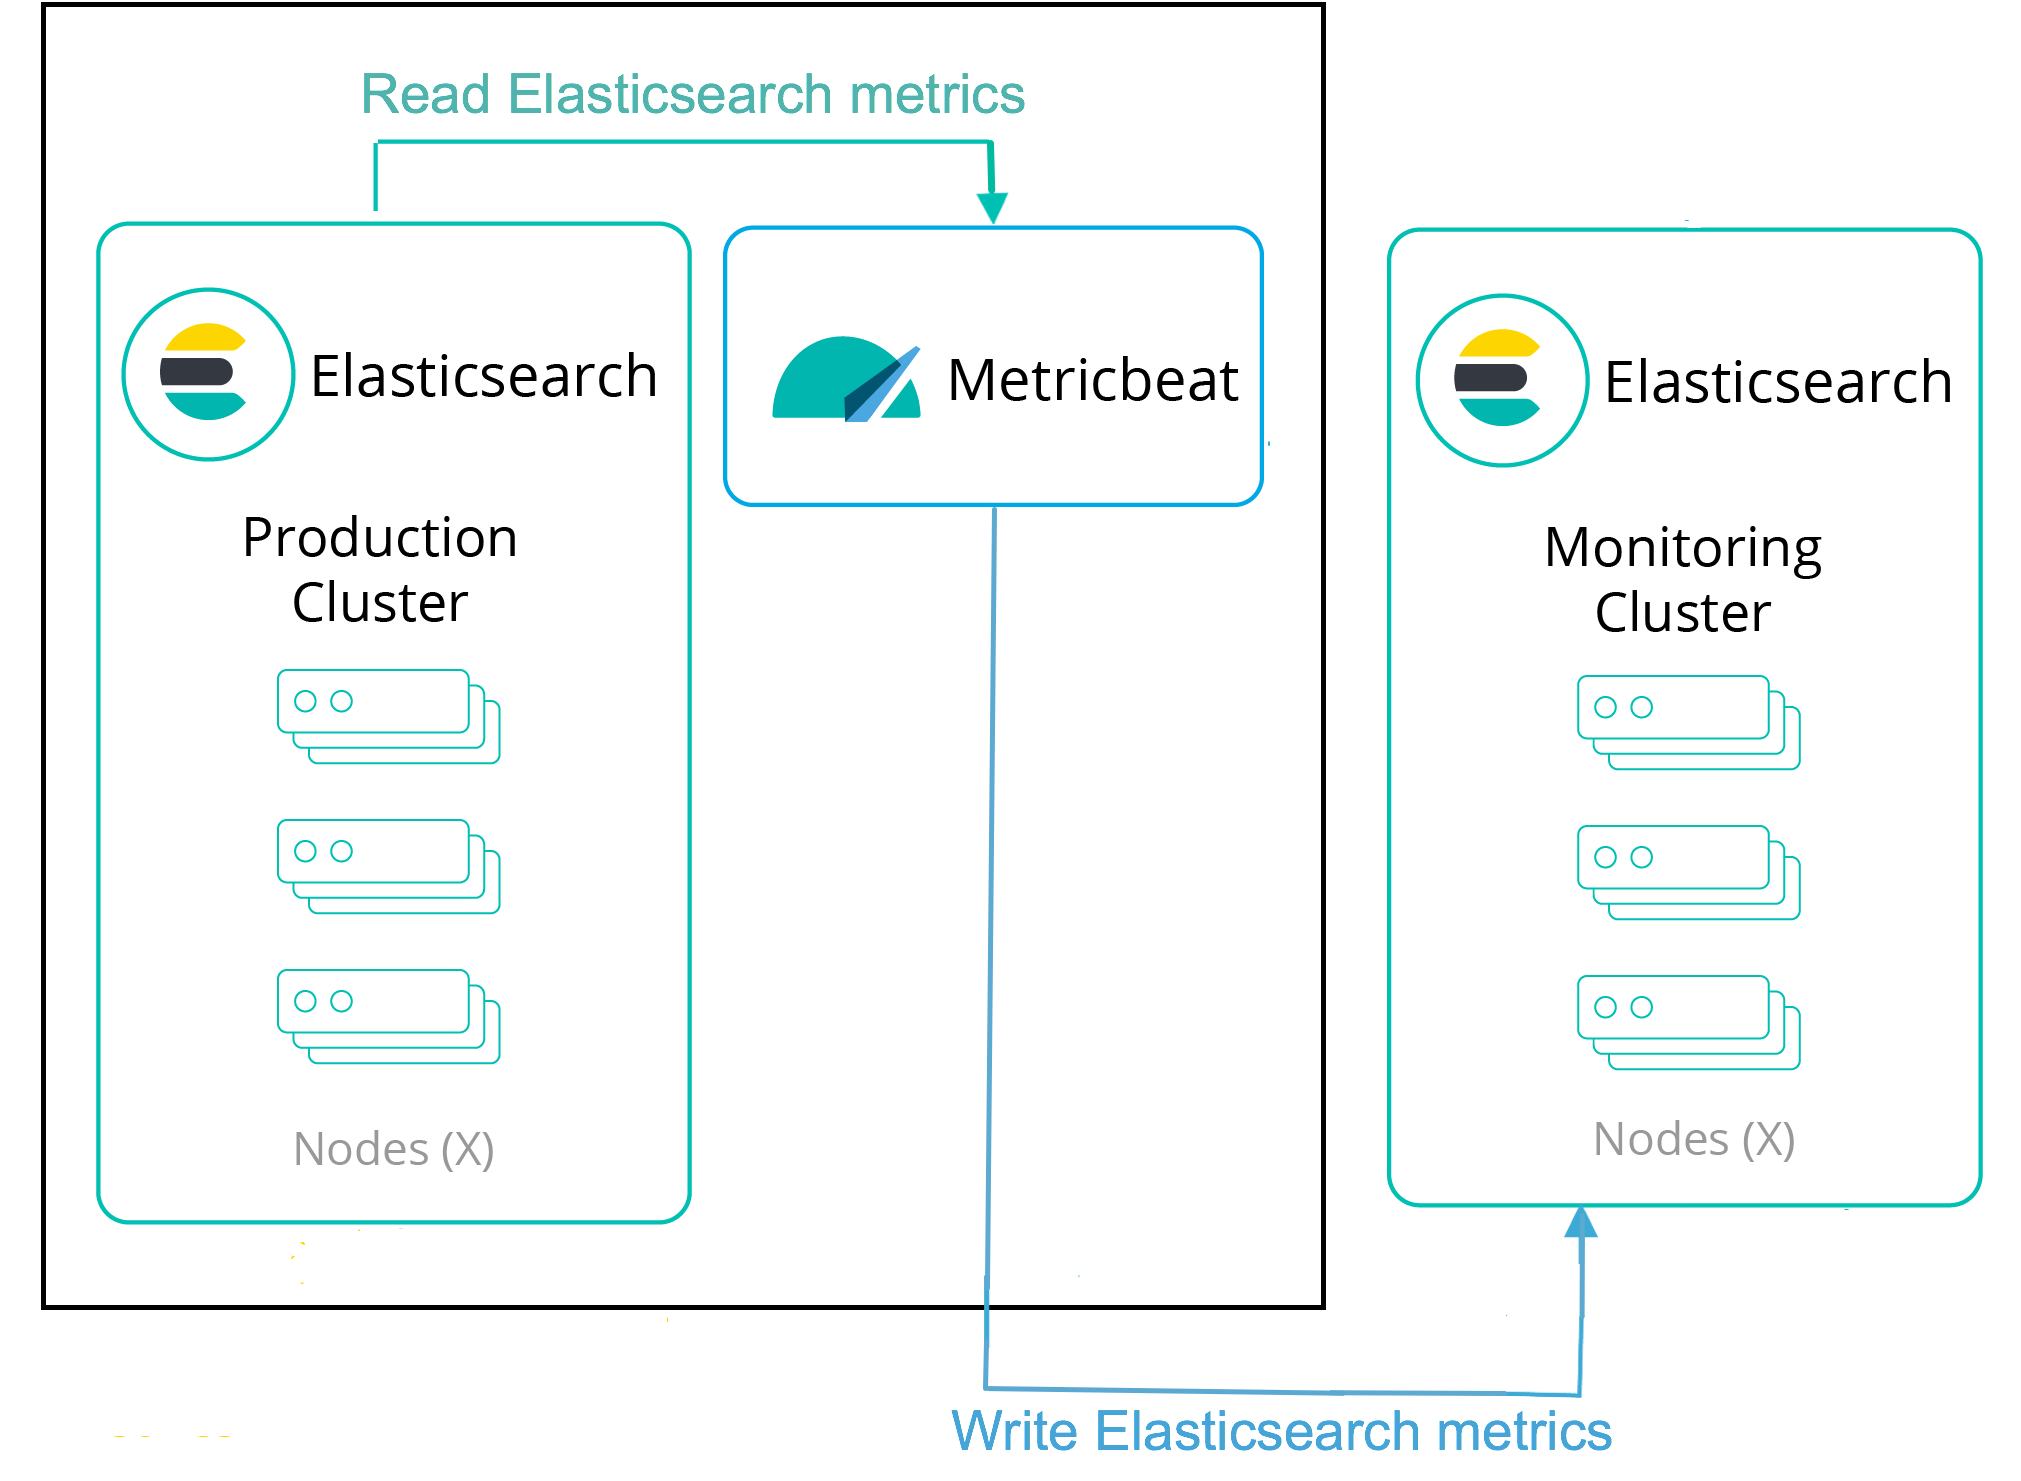 Read Elasticsearch metrics
Elasticsearch
Production
Cluster
Nodes (X)
Metricbeat
Elasticsearch
Monitoring
Cluster
Nodes (X)
Write Elasticsearch metrics